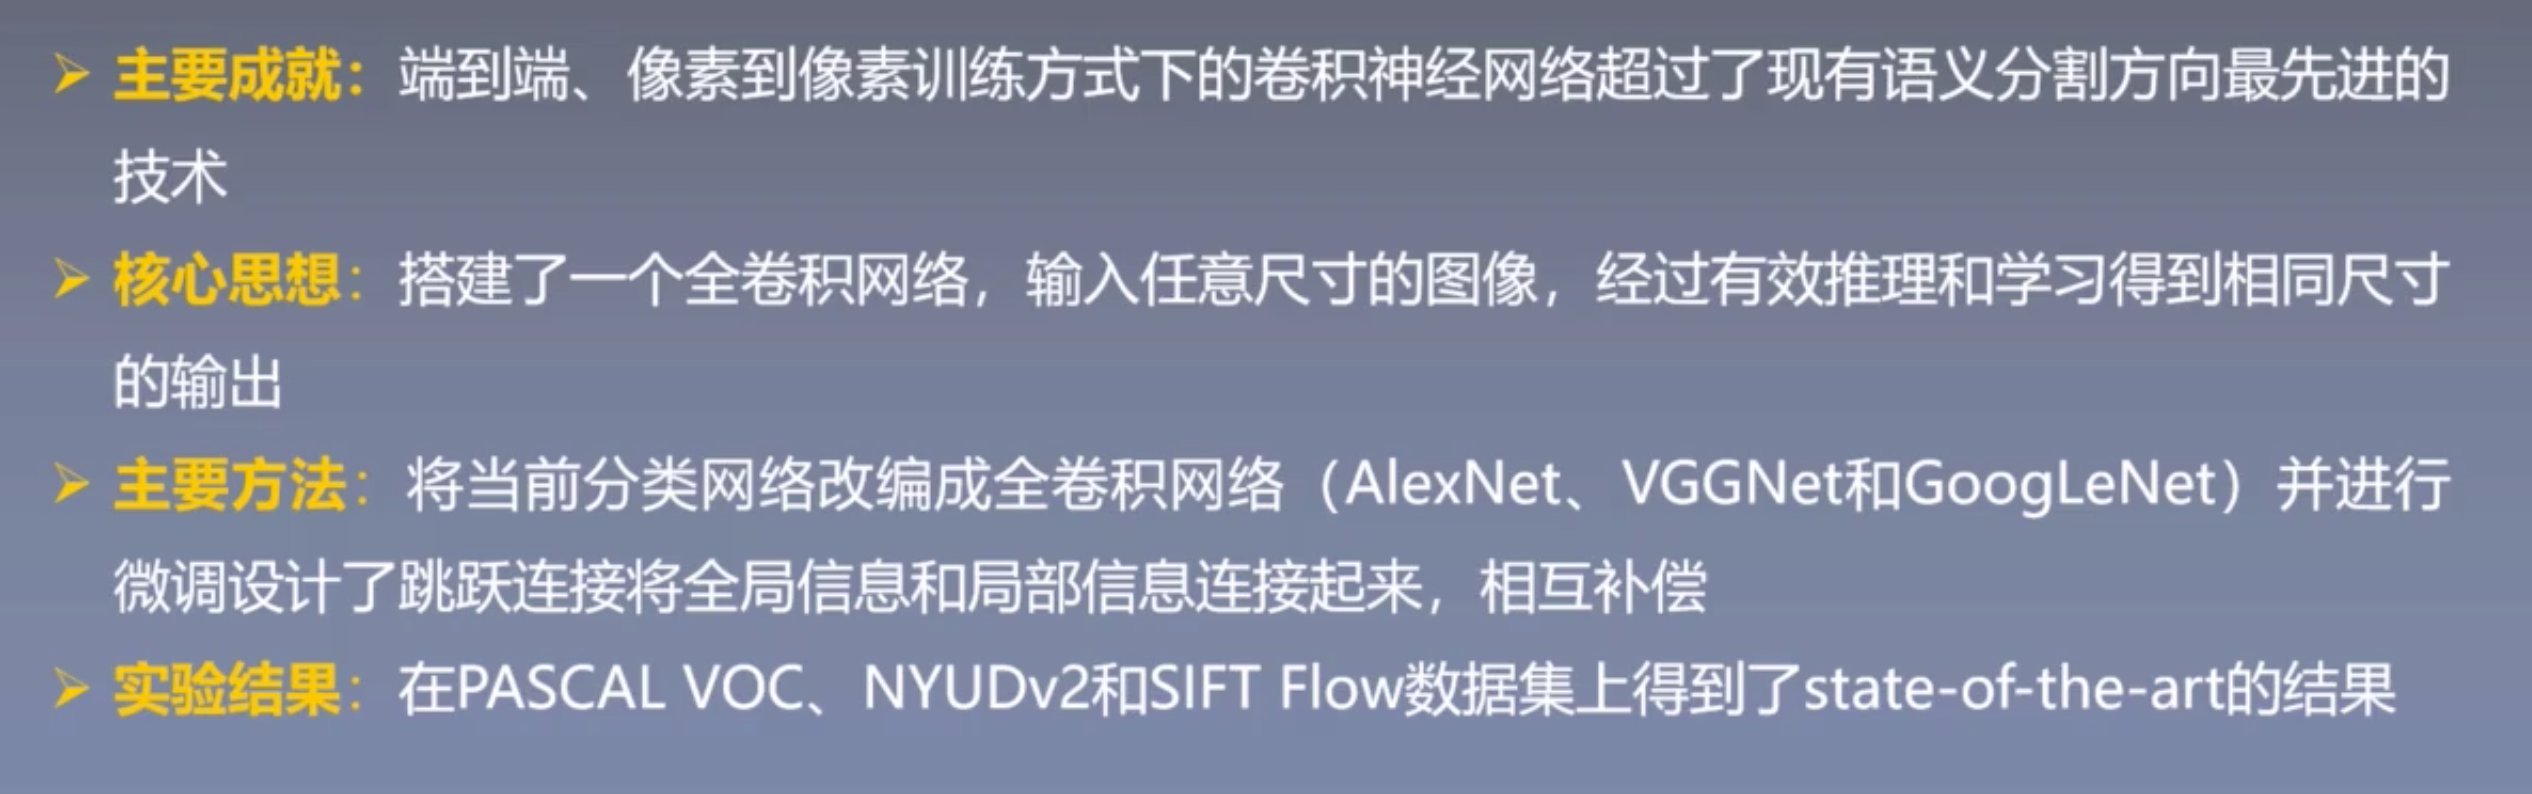 ➢ 主要成就：端到端、像素到像素训练方式下的卷积神经网络超过了现有语义分割方向最先进的
技术
➢ 核心思想：搭建了一个全卷积网络，输入任意尺寸的图像，经过有效推理和学习得到相同尺寸
的输出
➢ 主要方法：将当前分类网络改编成全卷积网络（AlexNet、VGGNet和GoogLeNet）并进行
微调设计了跳跃连接将全局信息和局部信息连接起来，相互补偿
➢ 实验结果：在PASCAL VOC、NYUDv2和SIFT Flow数据集上得到了state-of-the-art的结果